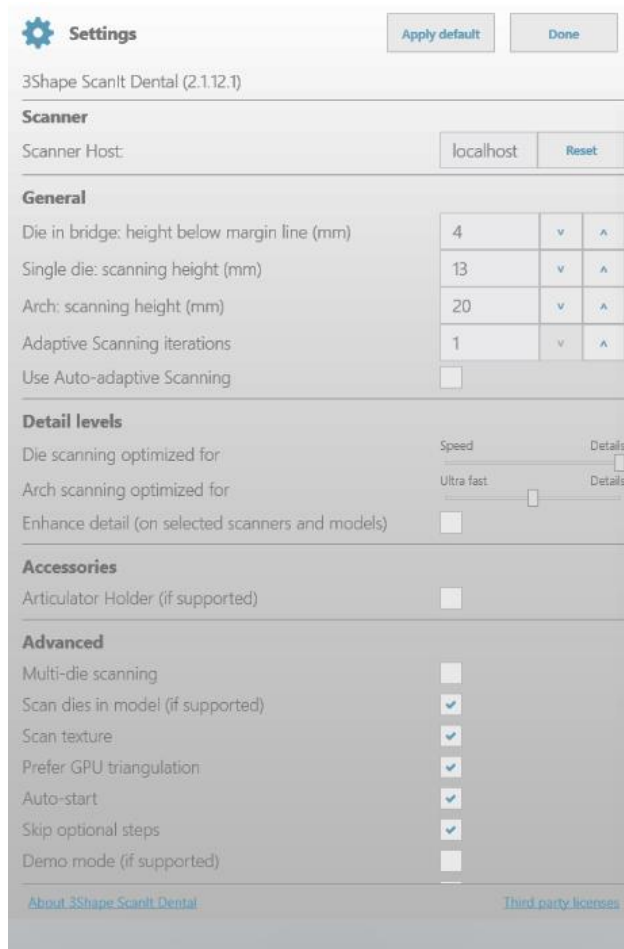 Settings Apply default Done
3Shape ScanIt Dental (2.1.12.1)
Scanner
Scanner Host: localhost Reset
General
Die in bridge: height below margin line (mm) 4 v ʌ
Single die: scanning height (mm) 13 v ʌ
Arch: scanning height (mm) 20 v ʌ
Adaptive Scanning iterations 1 v ʌ
Use Auto-adaptive Scanning
Detail levels
Speed Details
Die scanning optimized for
Ultra fast Details
Arch scanning optimized for
Enhance detail (on selected scanners and models)
Accessories
Articulator Holder (if supported)
Advanced
Multi-die scanning
Scan dies in model (if supported)
Scan texture
Prefer GPU triangulation
Auto-start
Skip optional steps
Demo mode (if supported)
About 3Shape ScanIt Dental Third party licenses